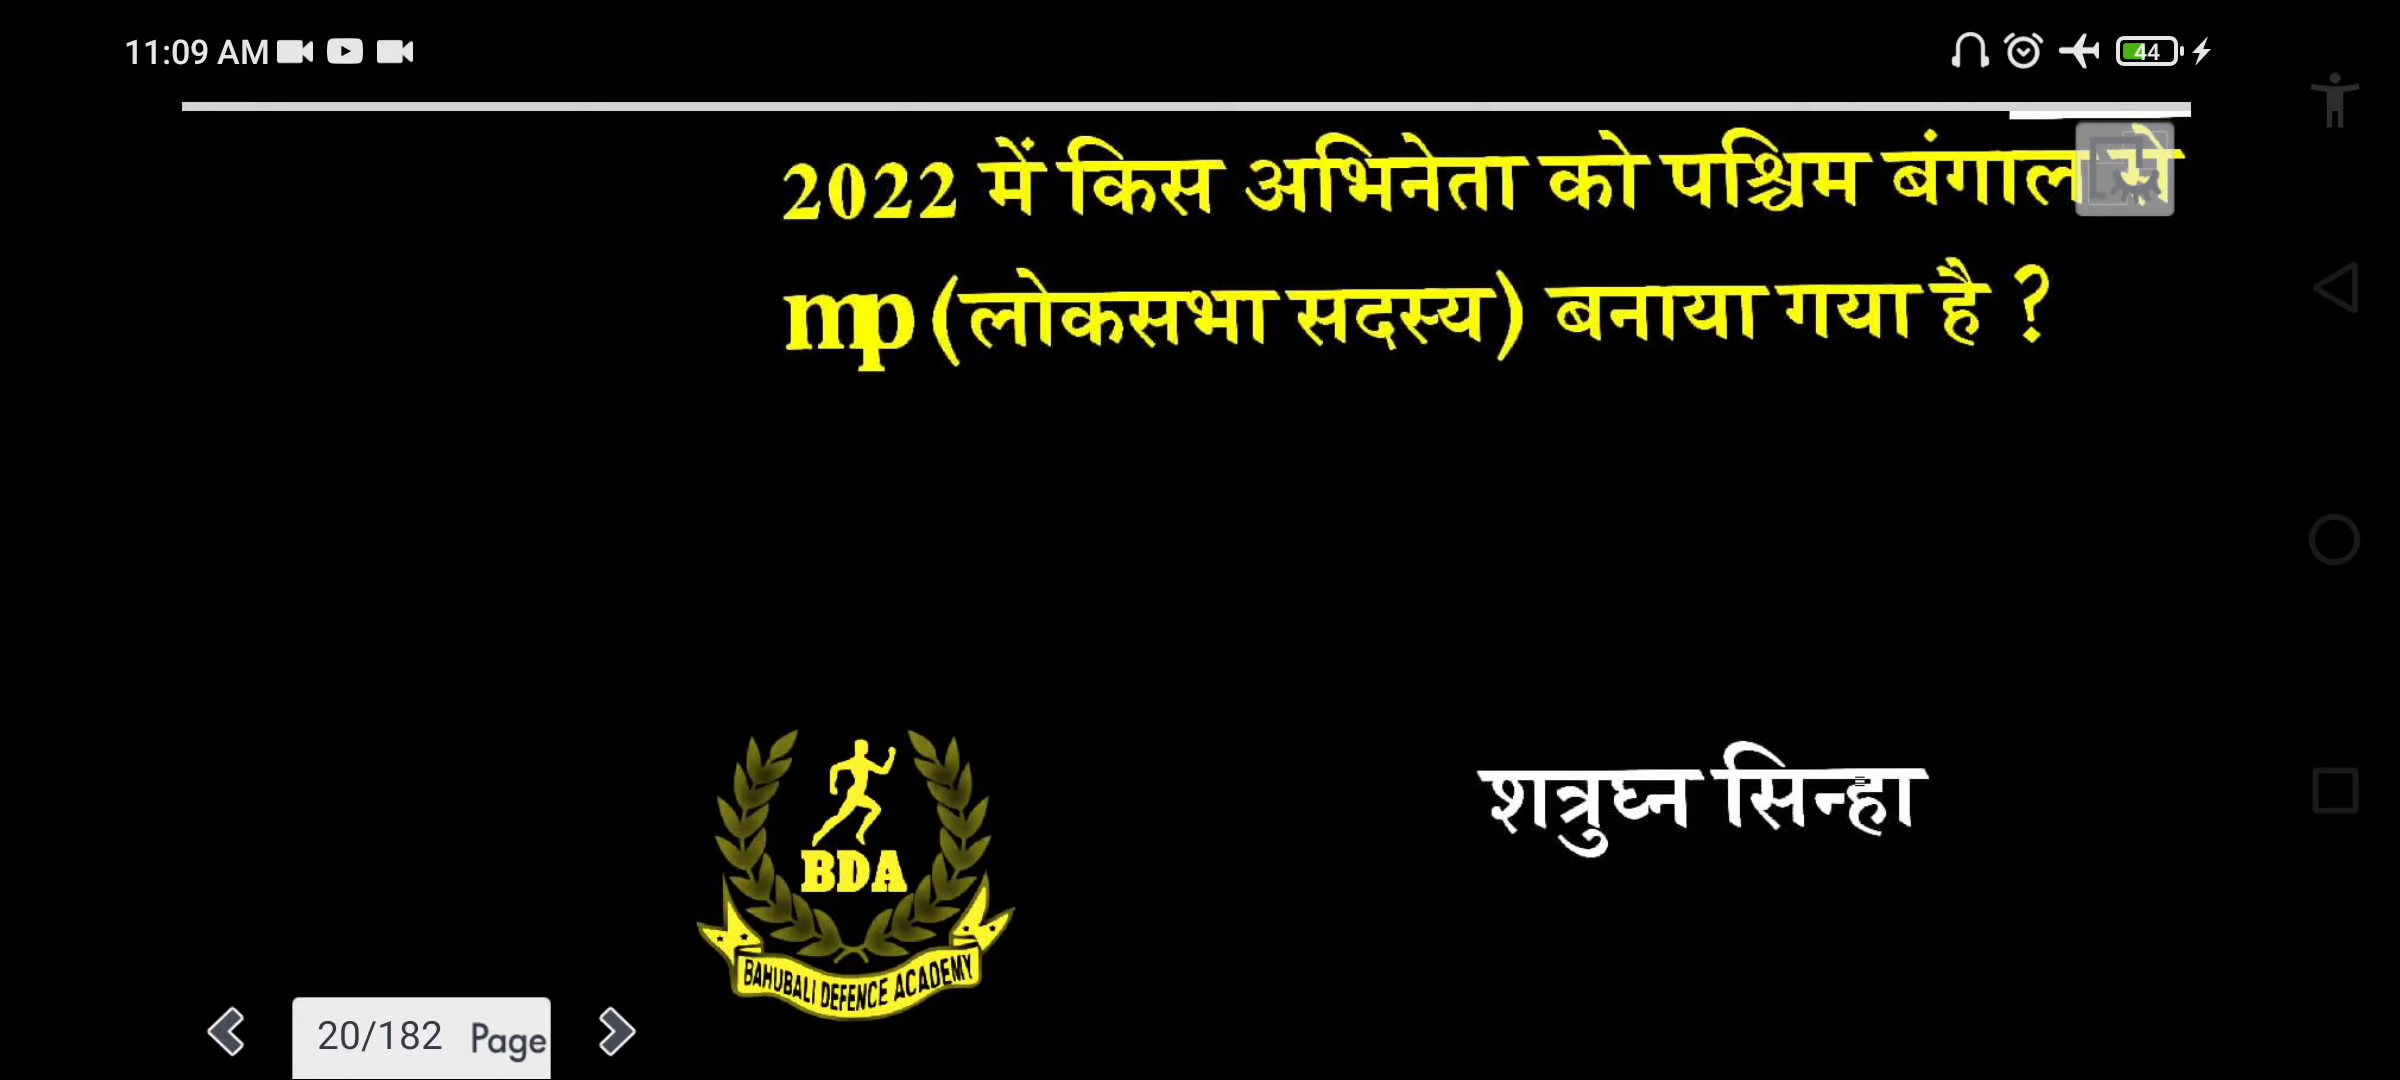 11:09 AM
44
2022 में किस अभिनेता को पश्चिम बंगाल से
mp (लोकसभा सदस्य) बनाया गया है ?
शत्रुघ्न सिन्हा
BDA
BAHUBALI DEFENCE ACADEMY
20/182 Page